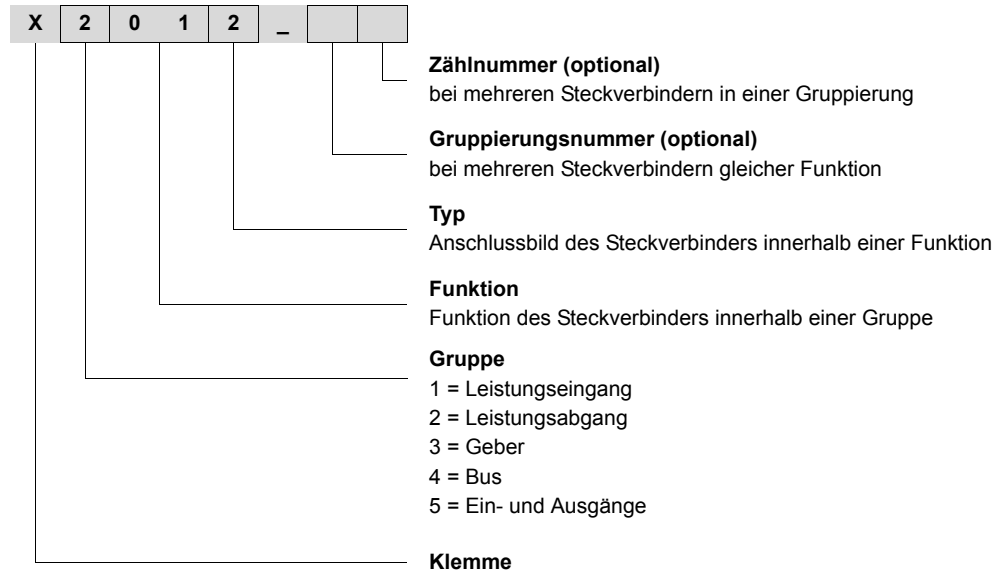 X 2 0 1 2 _
Zählnummer (optional)
bei mehreren Steckverbindern in einer Gruppierung
Gruppierungsnummer (optional)
bei mehreren Steckverbindern gleicher Funktion
Typ
Anschlussbild des Steckverbinders innerhalb einer Funktion
Funktion
Funktion des Steckverbinders innerhalb einer Gruppe
Gruppe
1 = Leistungseingang
2 = Leistungsabgang
3 = Geber
4 = Bus
5 = Ein- und Ausgänge
Klemme